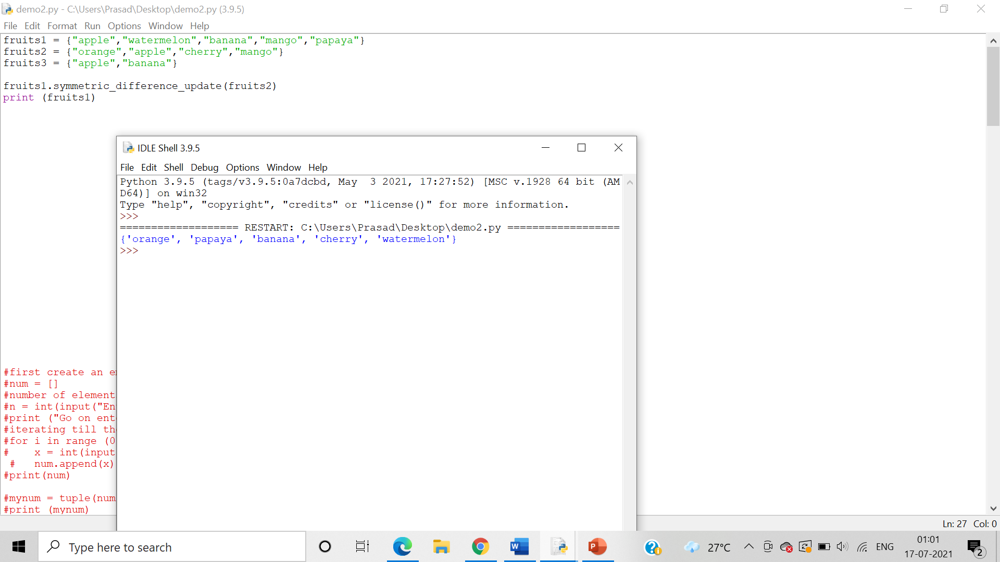 demo2.py - C:\Users\Prasad\Desktop\demo2.py (3.9.5)
File Edit Format Run Options Window Help
fruits1 = {"apple","watermelon","banana","mango","papaya"}
fruits2 = {"orange","apple","cherry","mango"}
fruits3 = {"apple","banana"}
fruits1.symmetric_difference_update(fruits2)
print (fruits1)
IDLE Shell 3.9.5
File Edit Shell Debug Options Window Help
Python 3.9.5 (tags/v3.9.5:0a7dcbd, May  3 2021, 17:27:52) [MSC v.1928 64 bit (AM
D64)] on win32
Type "help", "copyright", "credits" or "license()" for more information.
>>>
=================== RESTART: C:\Users\Prasad\Desktop\demo2.py ==================
{'orange', 'papaya', 'banana', 'cherry', 'watermelon'}
>>>
#first create an
#num = []
#number of element
#n = int(input("En
#print ("Go on ent
#iterating till th
#for i in range (0
#    x = int(input
 #   num.append(x)
#print(num)
#mynum = tuple(num
#print (mynum)
Ln: 27 Col: 0
Type here to search
27°C
ENG
01:01
17-07-2021
2